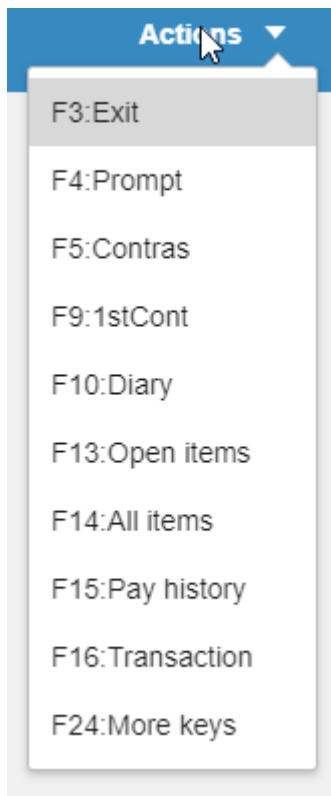 Actions
F3:Exit
F4:Prompt
F5:Contras
F9:1stCont
F10:Diary
F13:Open items
F14:All items
F15:Pay history
F16:Transaction
F24:More keys